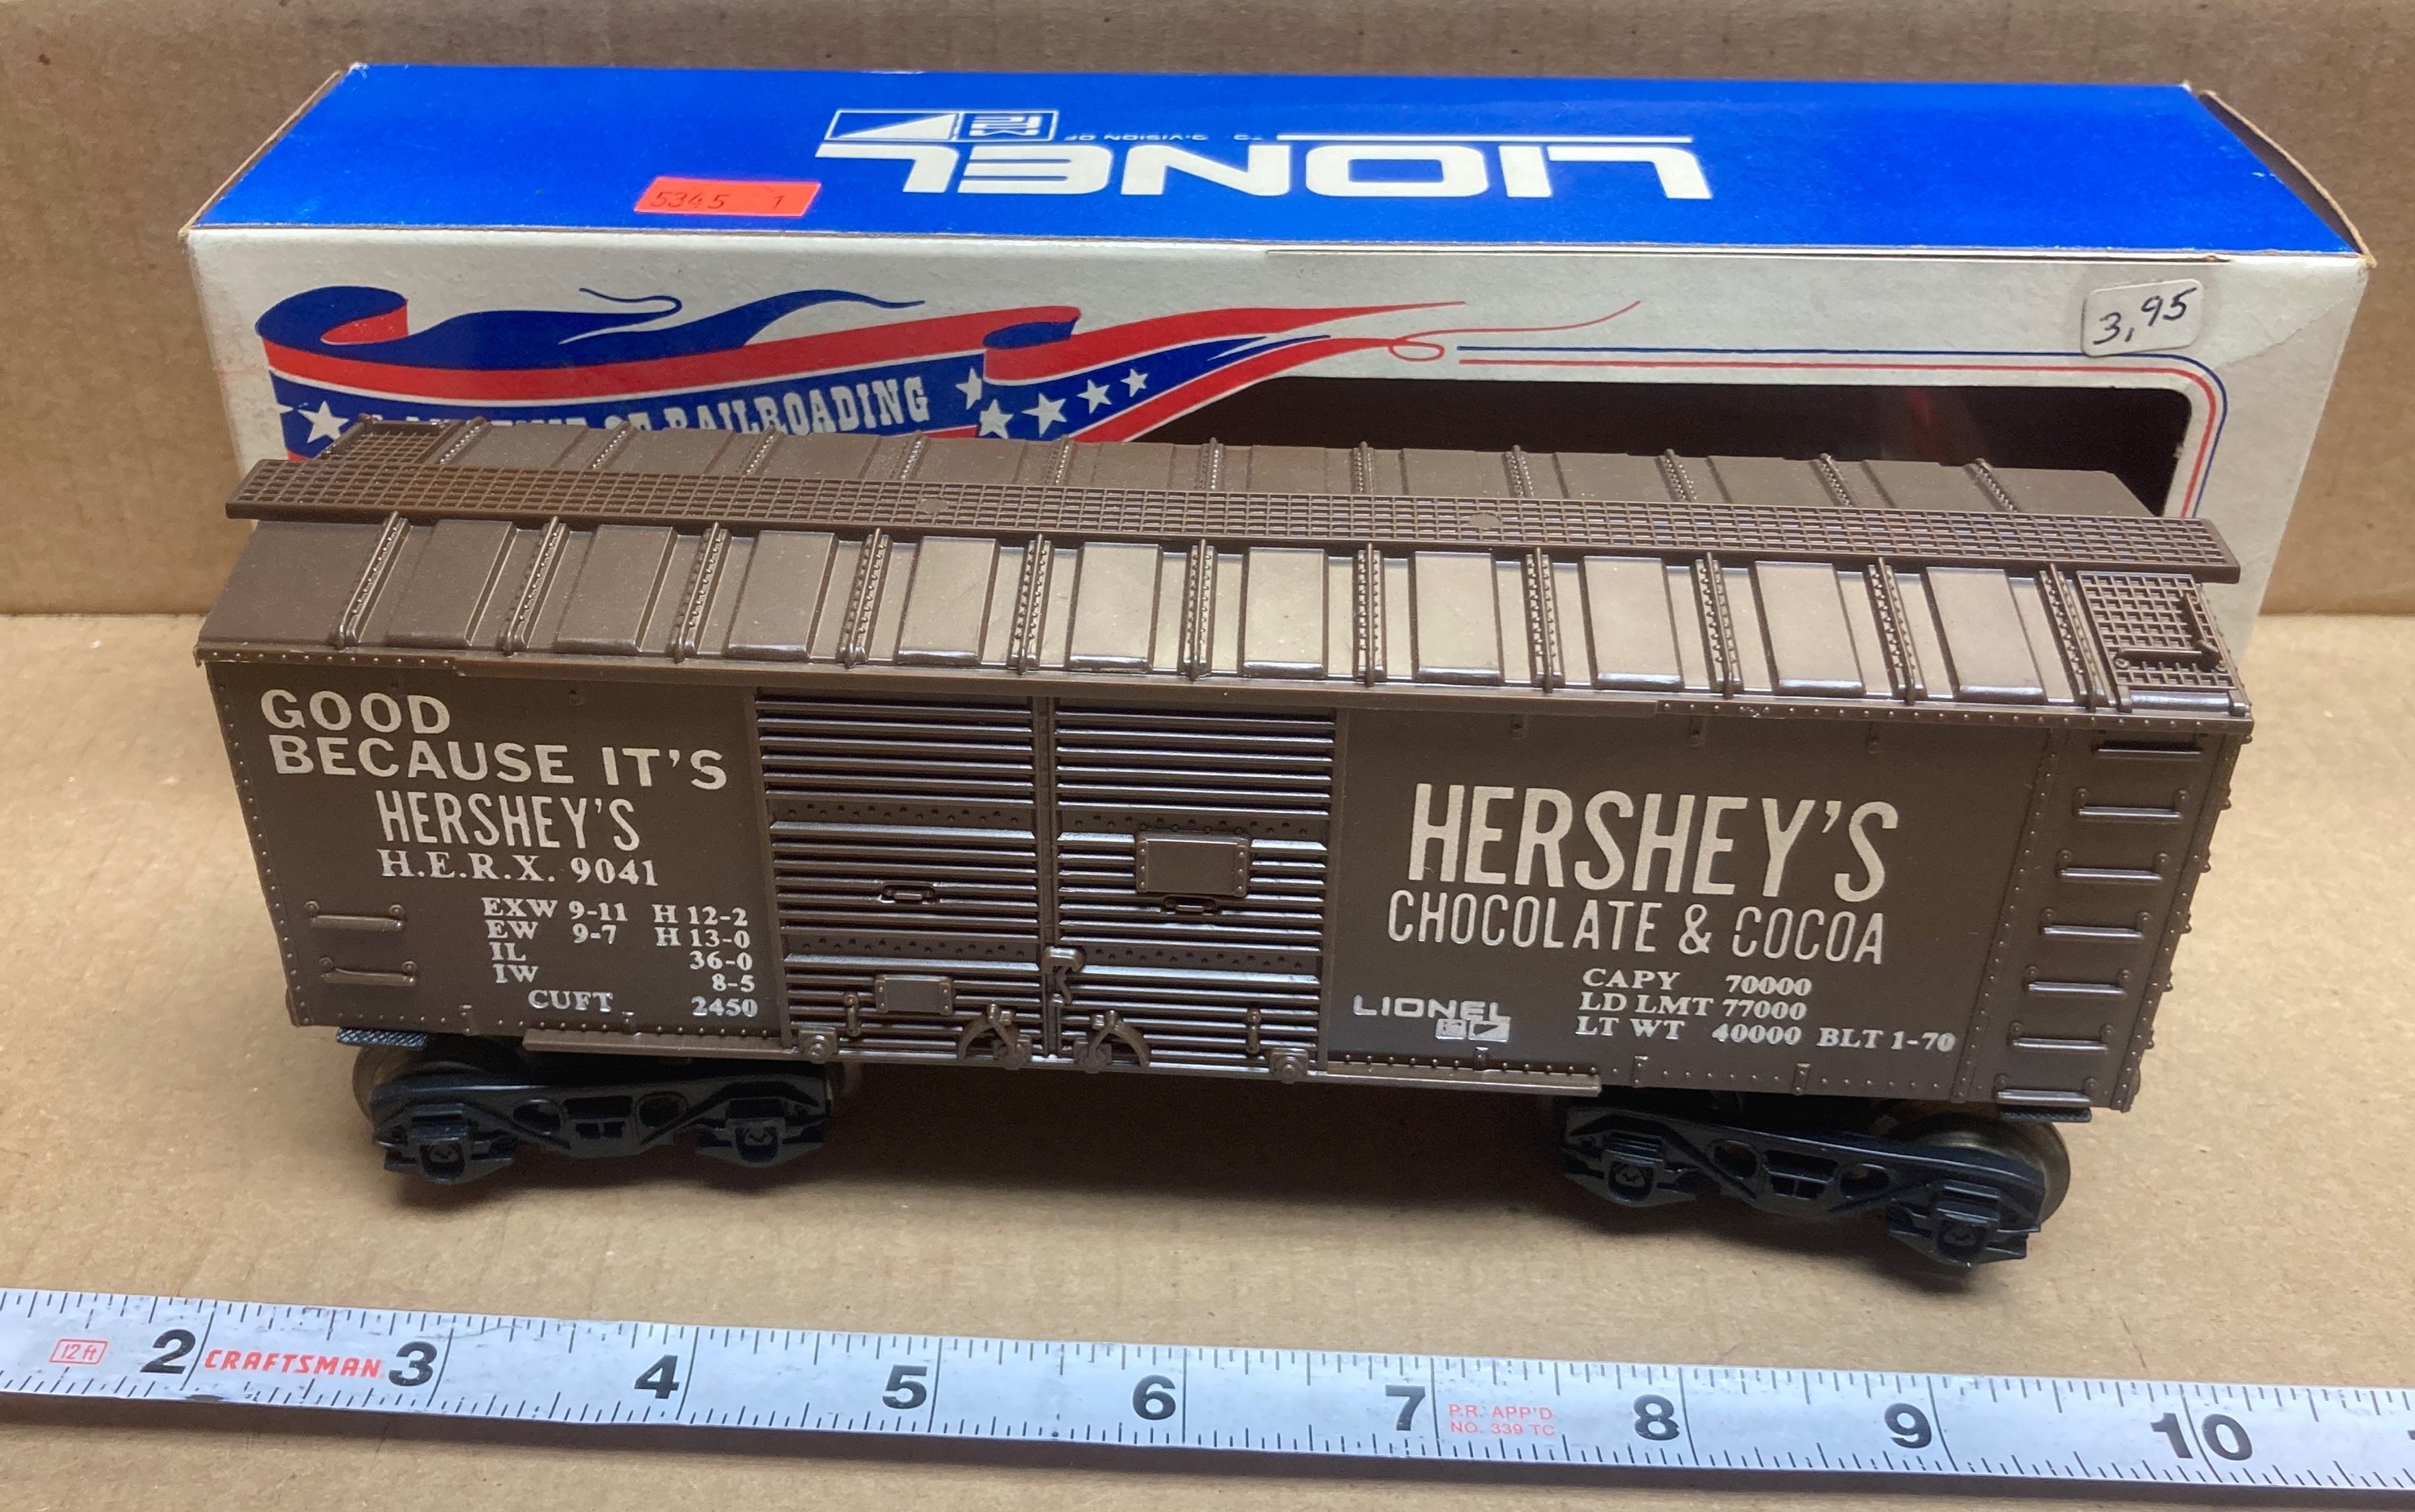 LIONEL
DIVISION OF
5345 1
3,95
OF RAILROADING
GOOD
BECAUSE IT'S
HERSHEY'S
H.E.R.X. 9041
EXW 9-11 H 12-2
EW 9-7 H 13-0
IL 36-0
IW 8-5
CUFT 2450
HERSHEY'S
CHOCOLATE & COCOA
CAPY 70000
LD LMT 77000
LT WT 40000 BLT 1-70
LIONEL
12 ft 2 CRAFTSMAN 3 4 5 6 7 P.R. APP'D 8 9 10
NO. 339 TC